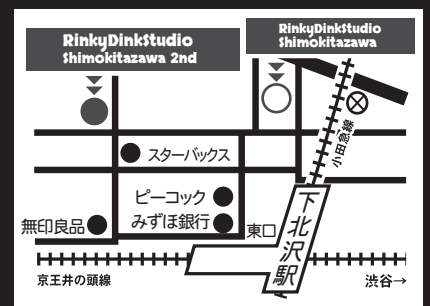 RinkyDinkStudio
Shimokitazawa 2nd
RinkyDinkStudio
Shimokitazawa
小田急線
スターバックス
ピーコック
みずほ銀行
無印良品
東口
下北沢駅
京王井の頭線
渋谷→